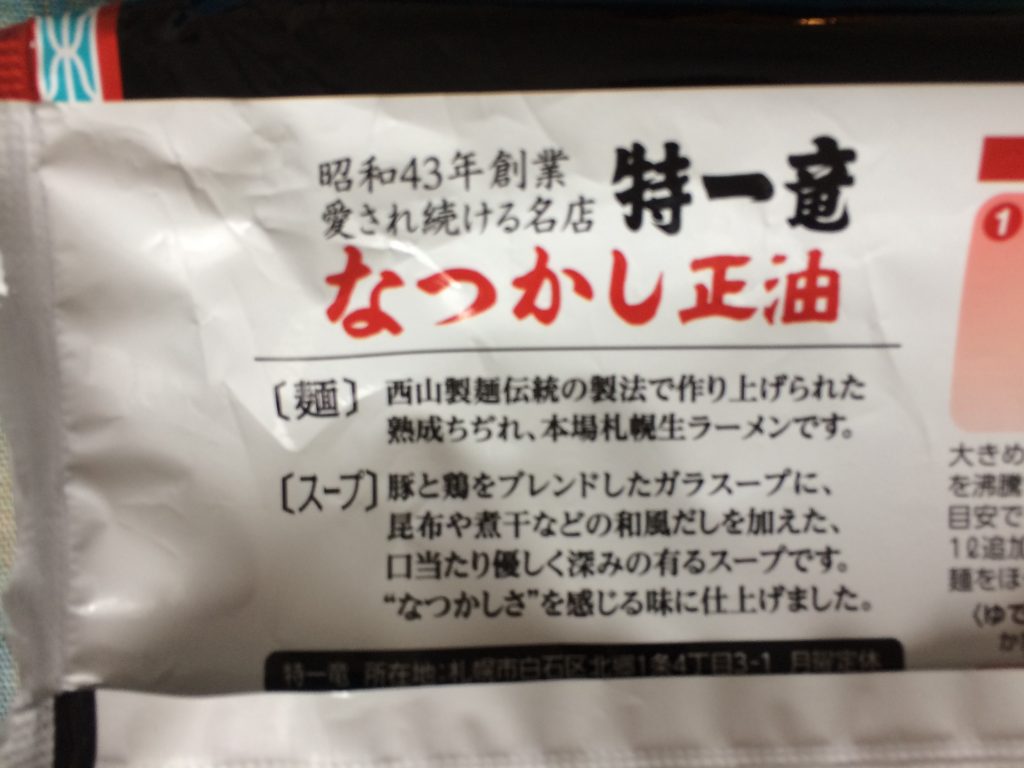 昭和43年創業
愛され続ける名店
特一竜
なつかし正油
〔麺〕
西山製麺伝統の製法で作り上げられた
熟成ちぢれ、本場札幌生ラーメンです。
〔スープ〕
豚と鶏をブレンドしたガラスープに、
昆布や煮干などの和風だしを加えた、
口当たり優しく深みの有るスープです。
“なつかしさ”を感じる味に仕上げました。
特一竜 所在地:札幌市白石区北郷1条4丁目3-1 月曜定休
1
大きめ
を沸騰
目安で
1ℓ追加
麺をほ
〈ゆで